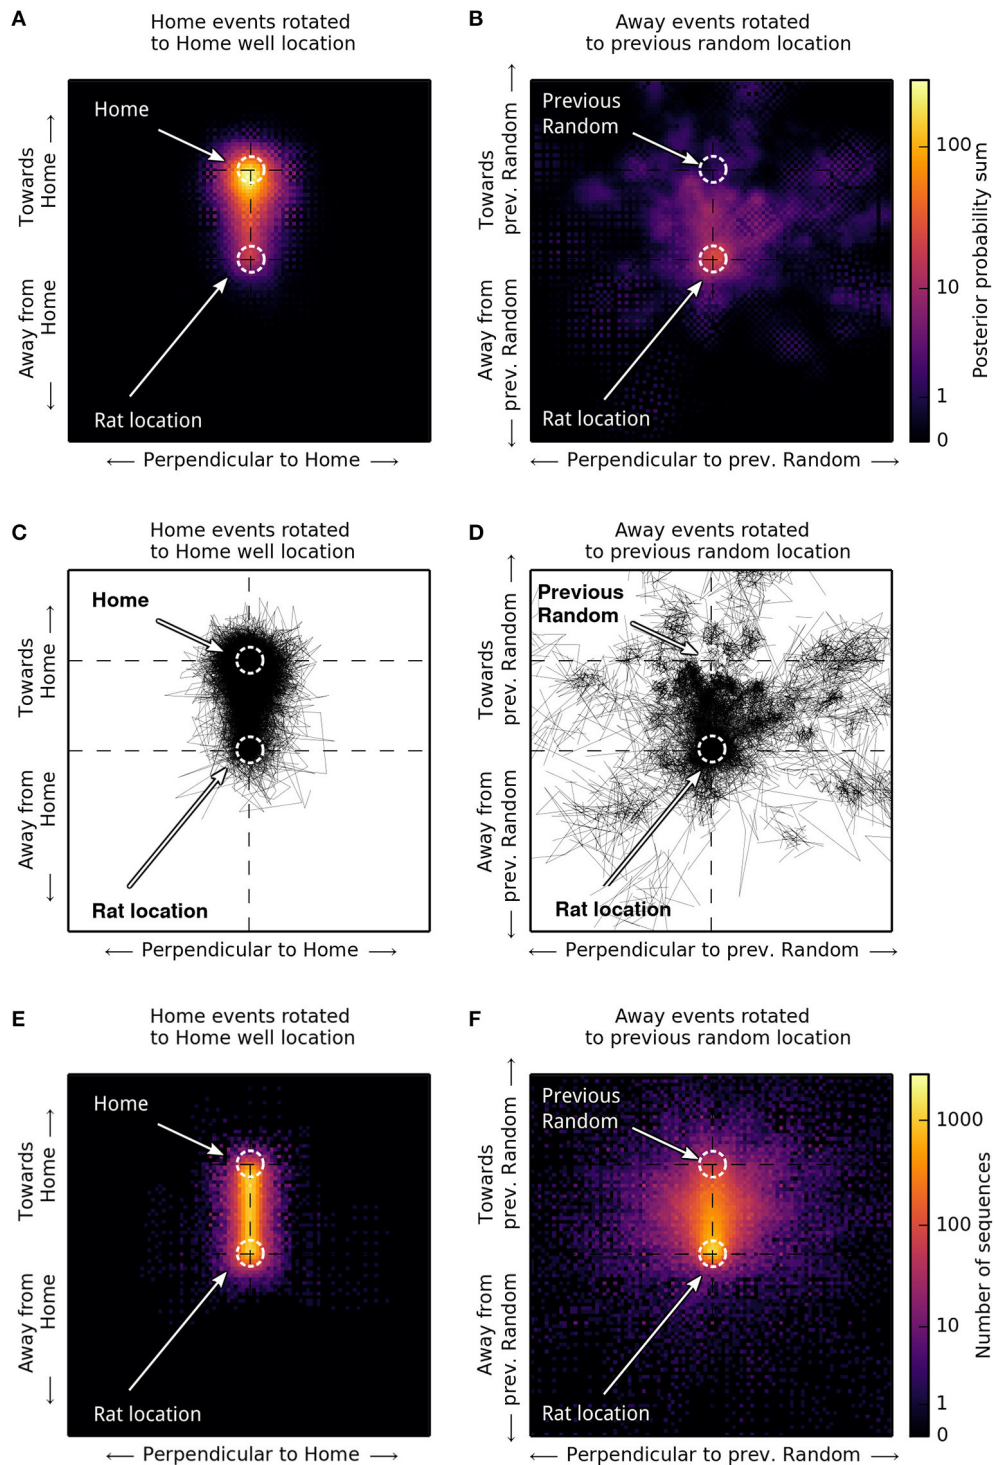 A
Home events rotated
to Home well location
Home
Rat location
Towards
Home
Away from
Home
← Perpendicular to Home →
B
Away events rotated
to previous random location
Previous
Random
Rat location
Towards
prev. Random
Away from
prev. Random
← Perpendicular to prev. Random →
100
10
1
0
Posterior probability sum
C
Home events rotated
to Home well location
Home
Rat location
Towards
Home
Away from
Home
← Perpendicular to Home →
D
Away events rotated
to previous random location
Previous
Random
Rat location
Towards
prev. Random
Away from
prev. Random
← Perpendicular to prev. Random →
E
Home events rotated
to Home well location
Home
Rat location
Towards
Home
Away from
Home
← Perpendicular to Home →
F
Away events rotated
to previous random location
Previous
Random
Rat location
Towards
prev. Random
Away from
prev. Random
← Perpendicular to prev. Random →
1000
100
10
1
0
Number of sequences